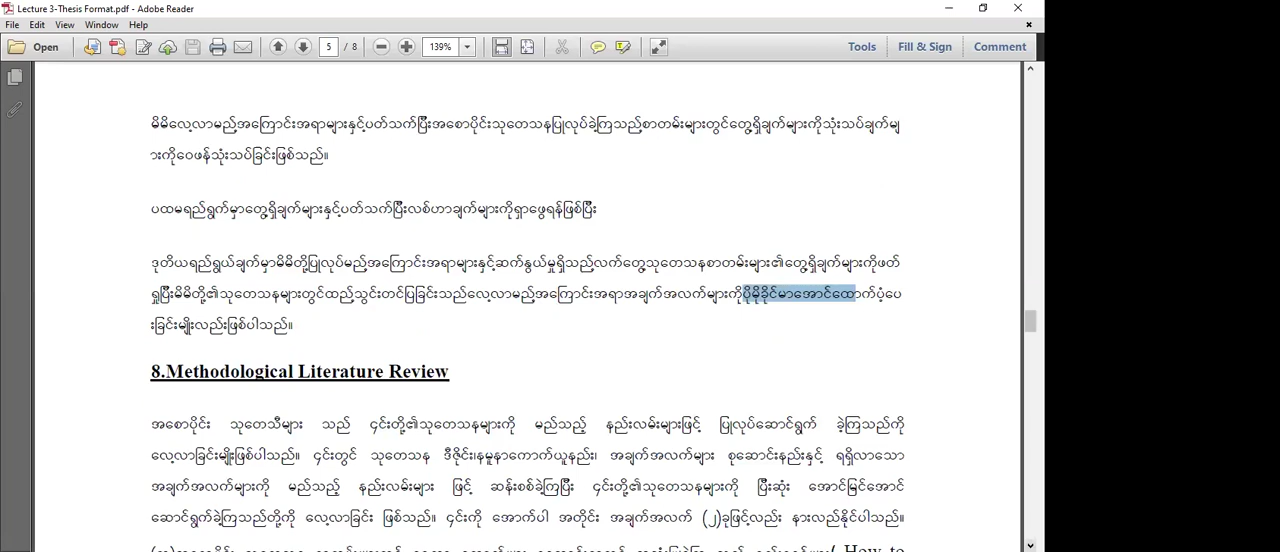 Lecture 3-Thesis Format.pdf - Adobe Reader
File Edit View Window Help
Open 5 / 8 139% Tools Fill & Sign Comment
မိမိလေ့လာမည့်အကြောင်းအရာများနှင့်ပတ်သက်ပြီးအစောပိုင်းသုတေသနပြုလုပ်ခဲ့ကြသည့်စာတမ်းများတွင်တွေ့ရှိချက်များကိုသုံးသပ်ချက်မျ
ားကိုဝေဖန်သုံးသပ်ခြင်းဖြစ်သည်။
ပထမရည်ရွက်မှာတွေ့ရှိချက်များနှင့်ပတ်သက်ပြီးလစ်ဟာချက်များကိုရှာဖွေရန်ဖြစ်ပြီး
ဒုတိယရည်ရွယ်ချက်မှာမိမိတို့ပြုလုပ်မည့်အကြောင်းအရာများနှင့်ဆက်နွယ်မှုရှိသည့်လက်တွေ့သုတေသနစာတမ်းများ၏တွေ့ရှိချက်များကိုဖတ်
ရှုပြီးမိမိတို့၏သုတေသနများတွင်ထည့်သွင်းတင်ပြခြင်းသည်လေ့လာမည့်အကြောင်းအရာအချက်အလက်များကိုပိုမိုခိုင်မာအောင်ထောက်ပံ့ပေ
းခြင်းမျိုးလည်းဖြစ်ပါသည်။
8.Methodological Literature Review
အစောပိုင်း သုတေသီများ သည် ၄င်းတို့၏သုတေသနများကို မည်သည့် နည်းလမ်းများဖြင့် ပြုလုပ်ဆောင်ရွက် ခဲ့ကြသည်ကို
လေ့လာခြင်းမျိုးဖြစ်ပါသည်။ ၄င်းတွင် သုတေသန ဒီဇိုင်း၊နမူနာကောက်ယူနည်း၊ အချက်အလက်များ စုဆောင်းနည်းနှင့် ရရှိလာသော
အချက်အလက်များကို မည်သည့် နည်းလမ်းများ ဖြင့် ဆန်းစစ်ခဲ့ကြပြီး ၄င်းတို့၏သုတေသနများကို ပြီးဆုံး အောင်မြင်အောင်
ဆောင်ရွက်ခဲ့ကြသည်တို့ကို လေ့လာခြင်း ဖြစ်သည်။ ၄င်းကို အောက်ပါ အတိုင်း အချက်အလက် (၂)ခုဖြင့်လည်း နားလည်နိုင်ပါသည်။
( How to